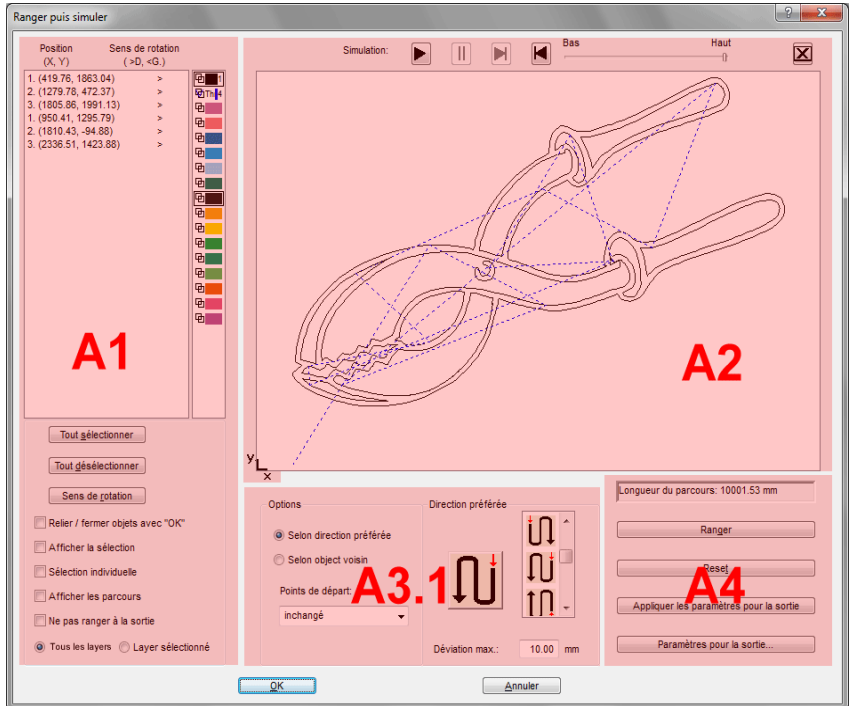 Ranger puis simuler
?
Position Sens de rotation
(X, Y) ( >D, <G.)
1. (419.76, 1863.04) >
2. (1279.78, 472.37) >
3. (1805.86, 1991.13) >
1. (950.41, 1295.79) >
2. (1810.43, -94.88) >
3. (2336.51, 1423.88) >
1
Th 4
A1
Tout sélectionner
Tout désélectionner
Sens de rotation
Relier / fermer objets avec "OK"
Afficher la sélection
Sélection individuelle
Afficher les parcours
Ne pas ranger à la sortie
Tous les layers Layer sélectionné
Simulation:
Bas Haut
A2
y
x
Options
Selon direction préférée
Selon object voisin
Points de départ:
inchangé
A3.1
Direction préférée
Déviation max.: 10.00 mm
Longueur du parcours: 10001.53 mm
Ranger
Reset
A4
Appliquer les paramètres pour la sortie
Paramètres pour la sortie...
OK
Annuler